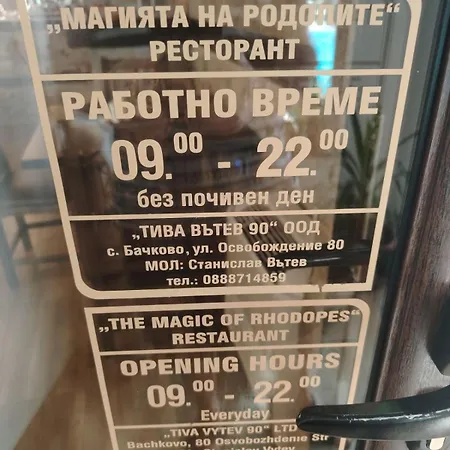 „МАГИЯТА НА РОДОПИТЕ“
РЕСТОРАНТ
РАБОТНО ВРЕМЕ
09.00 - 22.00
без почивен ден
„ТИВА ВЪТЕВ 90“ ООД
с. Бачково, ул. Освобождение 80
МОЛ: Станислав Вътев
тел.: 0888714859
„THE MAGIC OF RHODOPES“
RESTAURANT
OPENING HOURS
09.00 - 22.00
Everyday
„TIVA VYTEV 90“ LTD
Bachkovo, 80 Osvobozhdenie Str